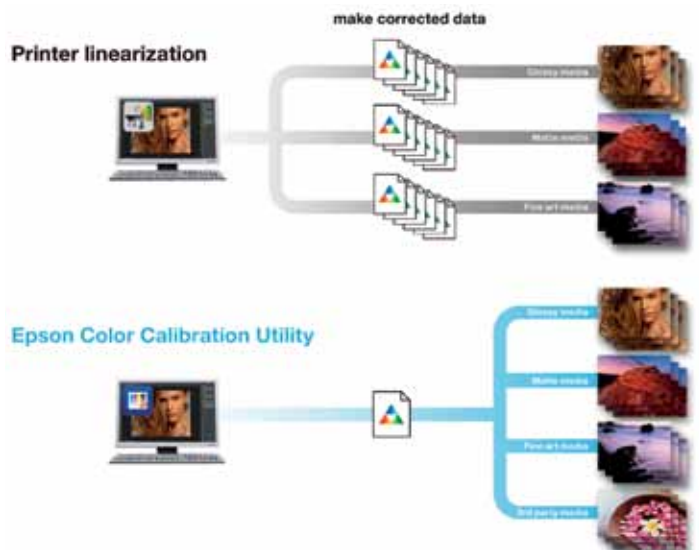 make corrected data
Printer linearization
Glossy media
Matte media
Fine art media
Epson Color Calibration Utility
Glossy media
Matte media
Fine art media
3rd party media